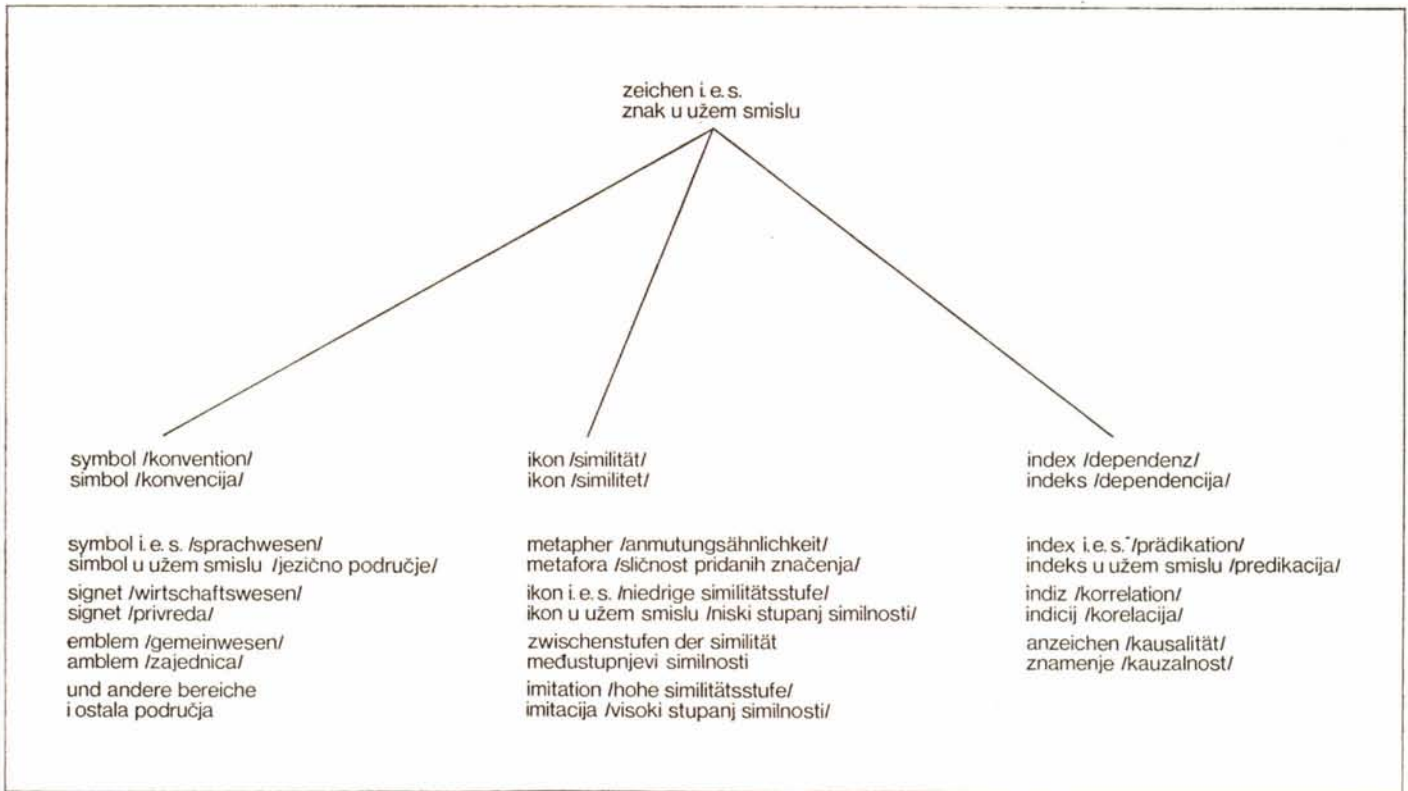 zeichen i. e. s.
znak u užem smislu
symbol /konvention/
simbol /konvencija/
symbol i. e. s. /sprachwesen/
simbol u užem smislu /jezično područje/
signet /wirtschaftswesen/
signet /privreda/
emblem /gemeinwesen/
amblem /zajednica/
und andere bereiche
i ostala područja
ikon /similität/
ikon /similitet/
metapher /anmutungsähnlichkeit/
metafora /sličnost pridanih značenja/
ikon i. e. s. /niedrige similitätsstufe/
ikon u užem smislu /niski stupanj similnosti/
zwischenstufen der similität
međustupnjevi similnosti
imitation /hohe similitätsstufe/
imitacija /visoki stupanj similnosti/
index /dependenz/
indeks /dependencija/
index i. e. s. /prädikation/
indeks u užem smislu /predikacija/
indiz /korrelation/
indicij /korelacija/
anzeichen /kausalität/
znamenje /kauzalnost/